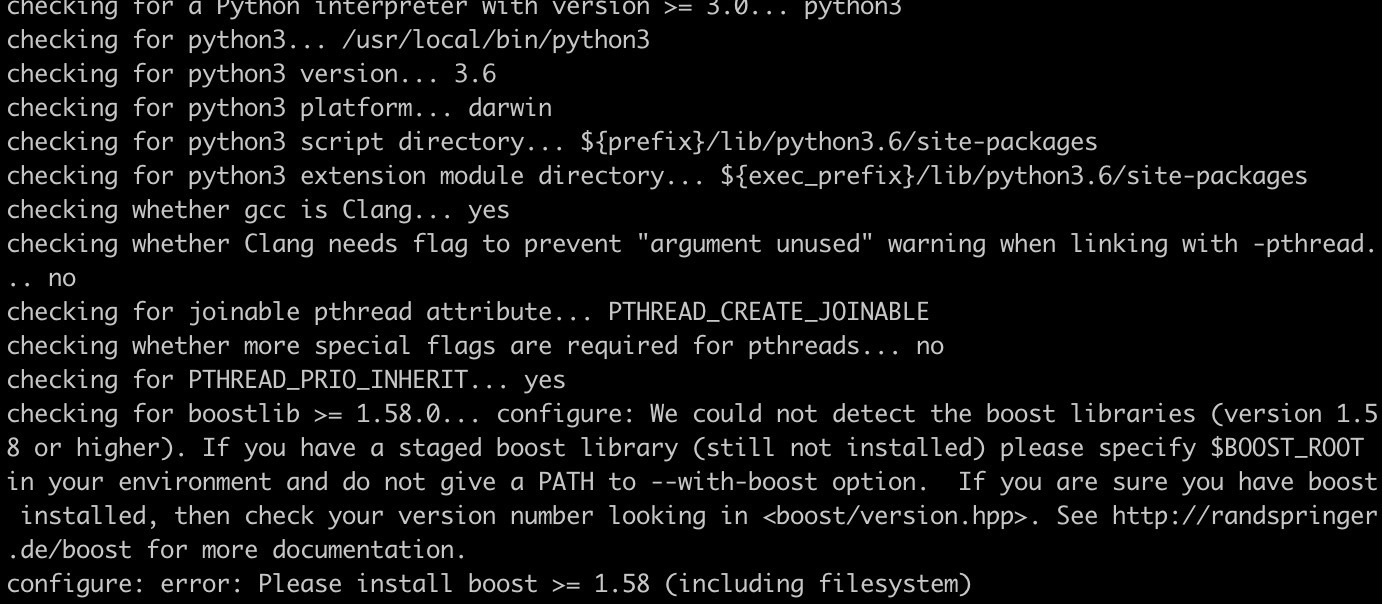 checking for a Python interpreter with version >= 3.0... python3
checking for python3... /usr/local/bin/python3
checking for python3 version... 3.6
checking for python3 platform... darwin
checking for python3 script directory... ${prefix}/lib/python3.6/site-packages
checking for python3 extension module directory... ${exec_prefix}/lib/python3.6/site-packages
checking whether gcc is Clang... yes
checking whether Clang needs flag to prevent "argument unused" warning when linking with -pthread.
.. no
checking for joinable pthread attribute... PTHREAD_CREATE_JOINABLE
checking whether more special flags are required for pthreads... no
checking for PTHREAD_PRIO_INHERIT... yes
checking for boostlib >= 1.58.0... configure: We could not detect the boost libraries (version 1.5
8 or higher). If you have a staged boost library (still not installed) please specify $BOOST_ROOT
in your environment and do not give a PATH to --with-boost option.  If you are sure you have boost
 installed, then check your version number looking in <boost/version.hpp>. See http://randspringer
.de/boost for more documentation.
configure: error: Please install boost >= 1.58 (including filesystem)